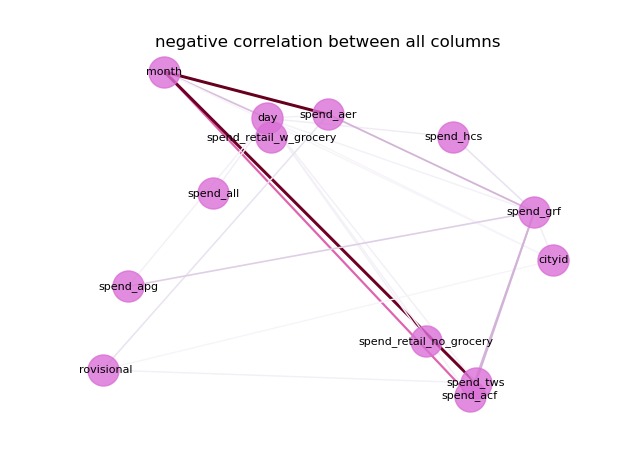 negative correlation between all columns
month
spend_aer
day
spend_retail_w_grocery
spend_hcs
spend_all
spend_grf
cityid
spend_apg
spend_retail_no_grocery
rovisional
spend_tws
spend_acf